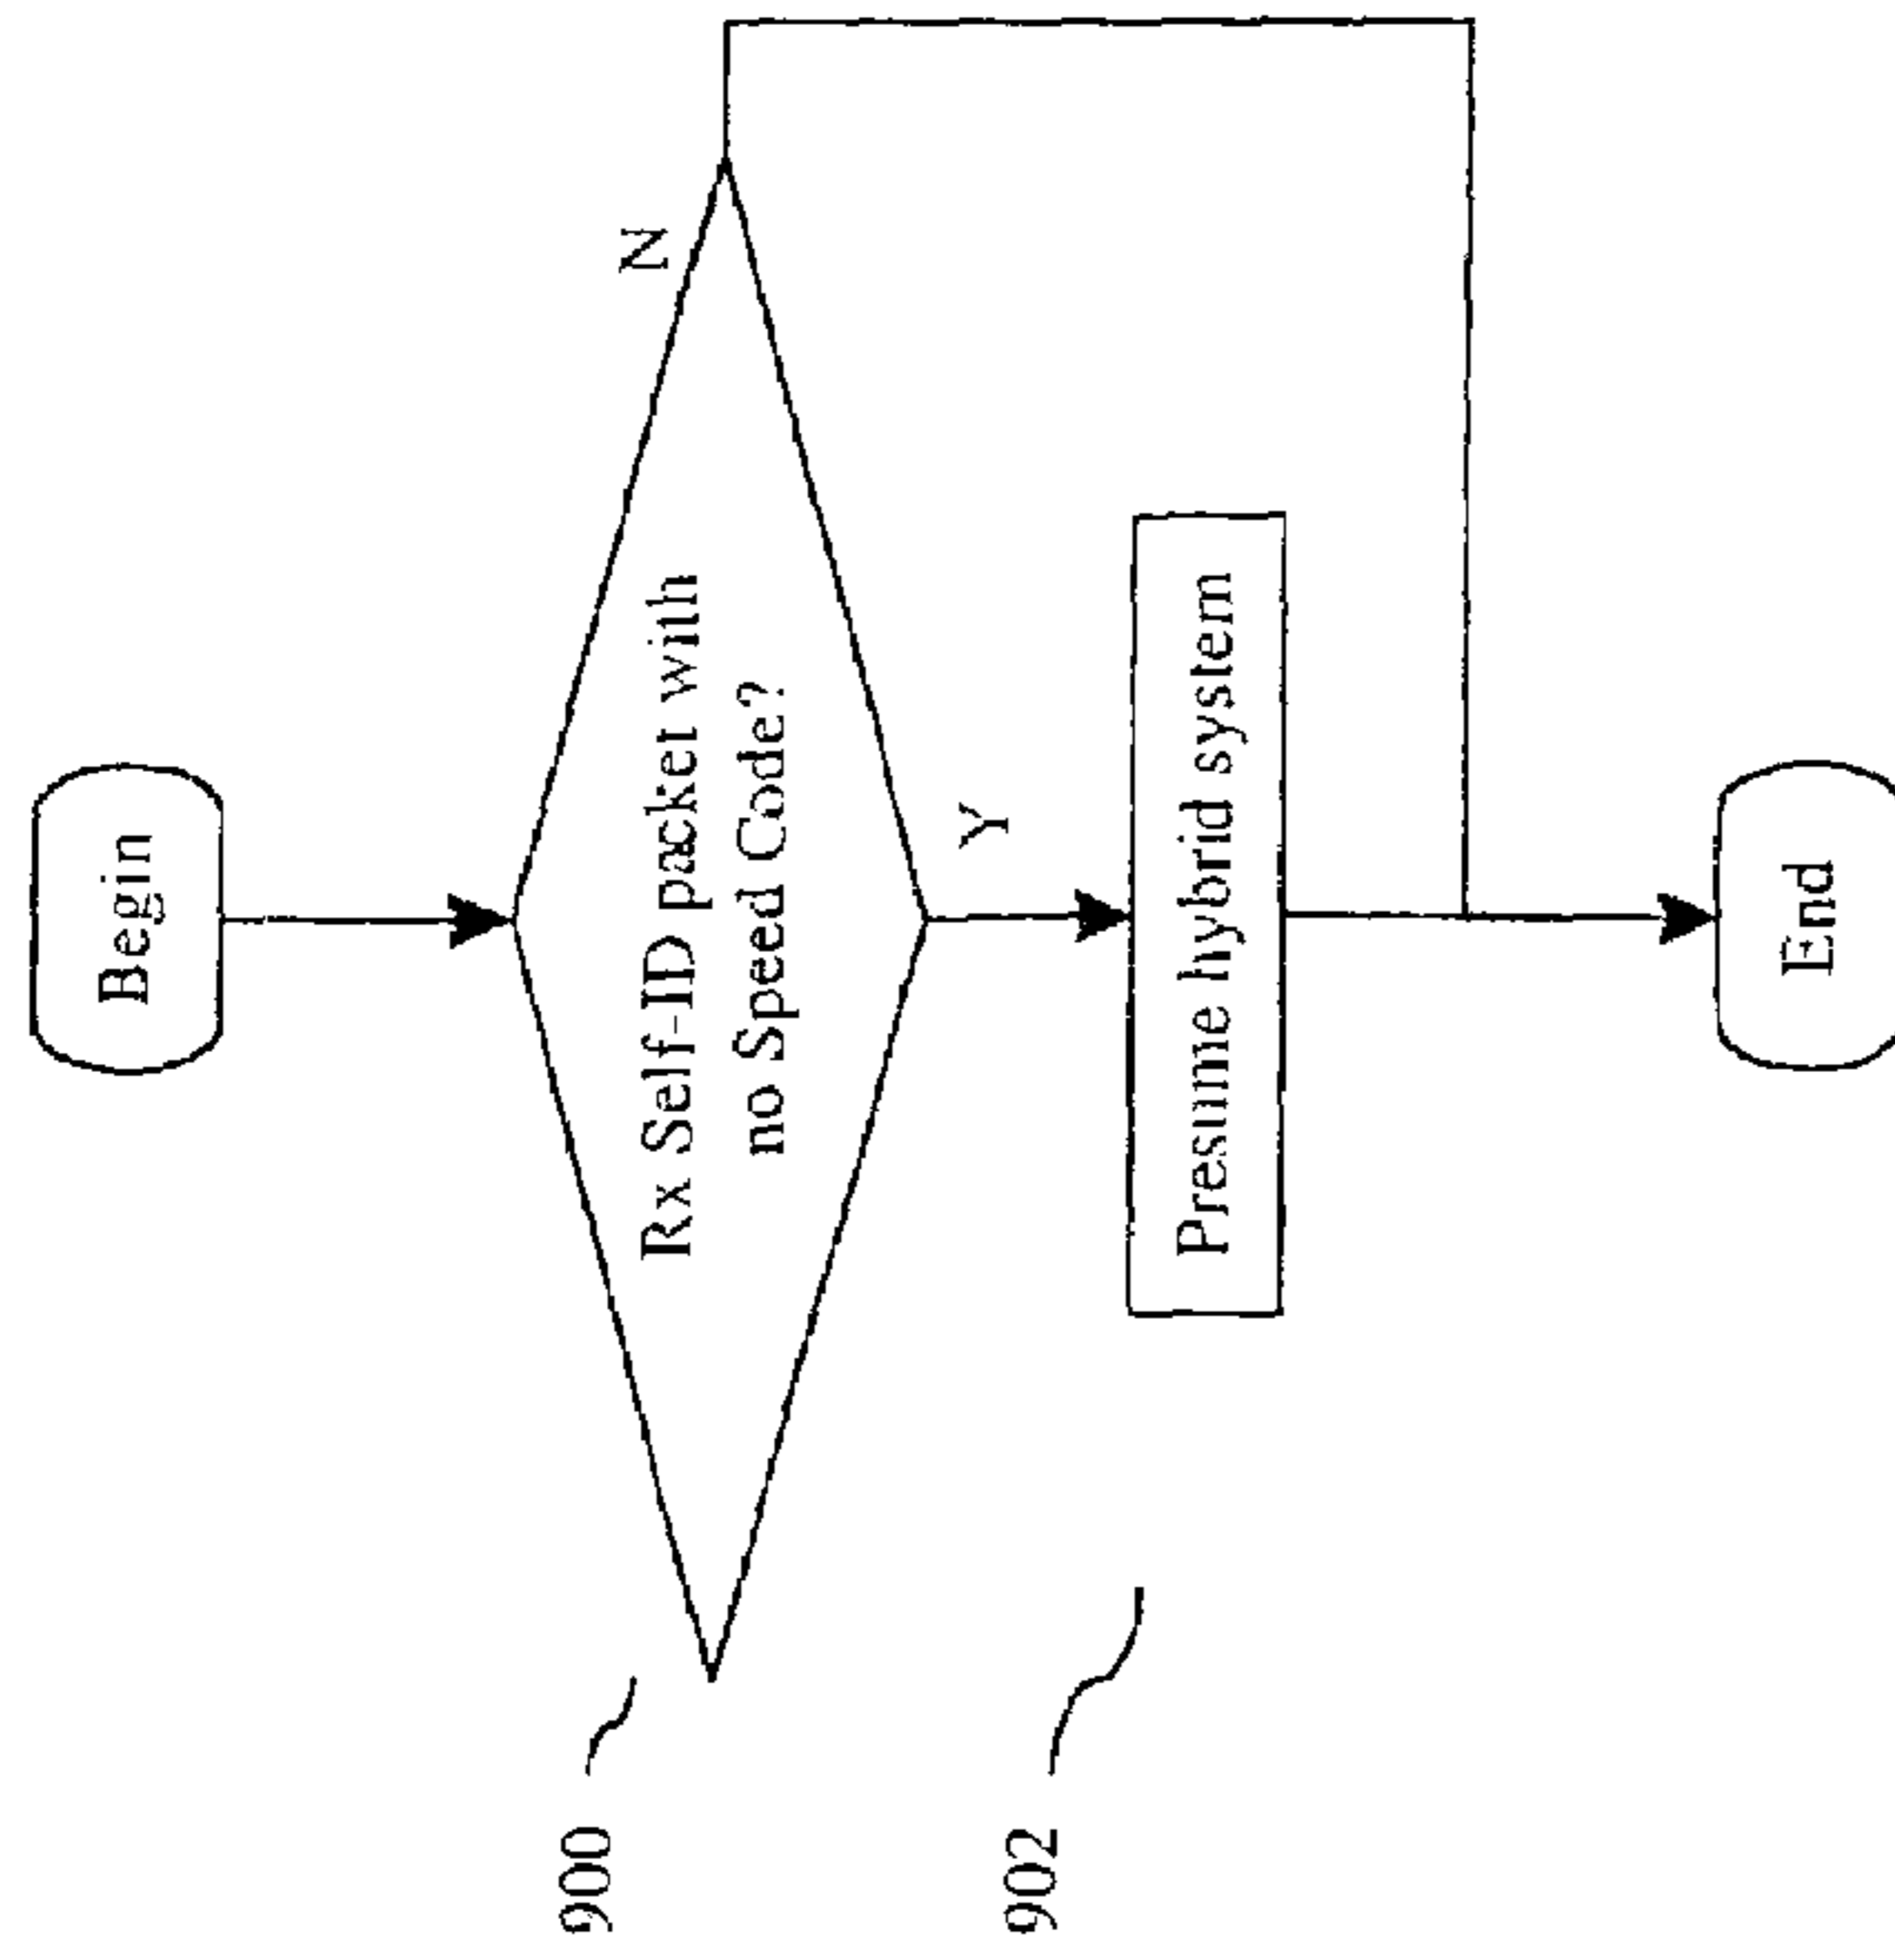 Begin
Rx Self-ID packet with
no Speed Code?
N
Y
900
Presume hybrid system
902
End